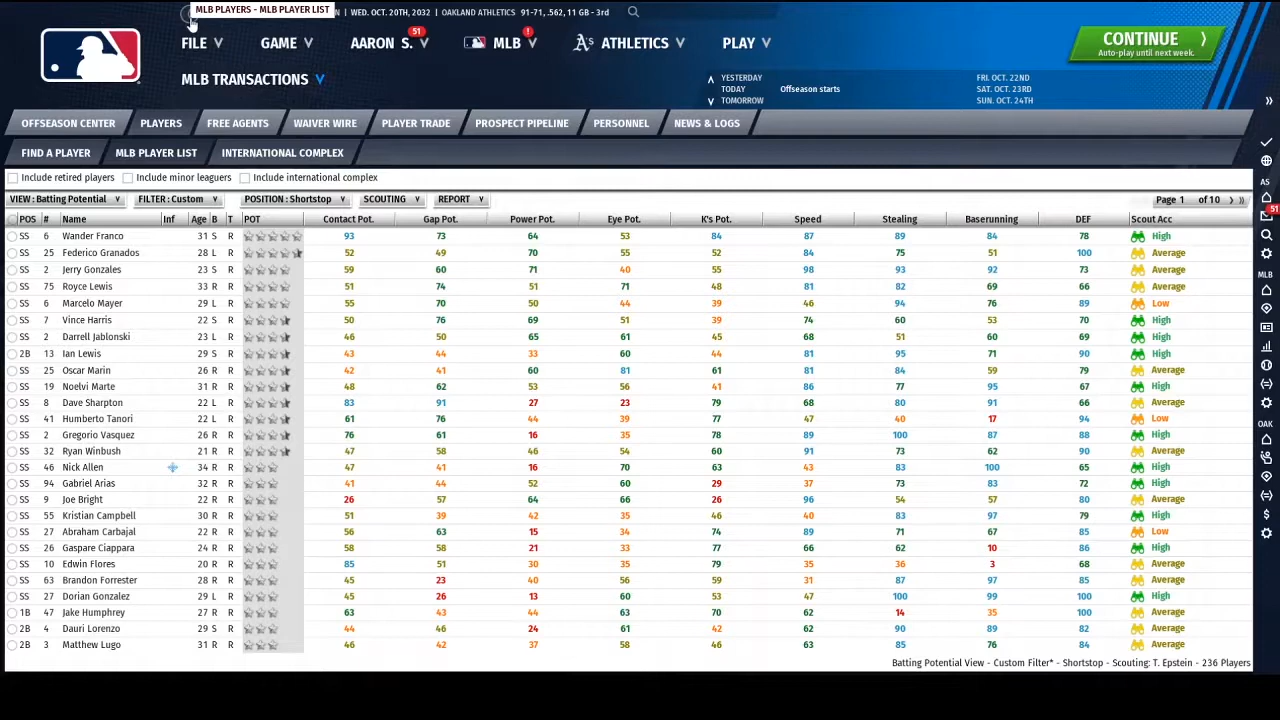 MLB PLAYERS - MLB PLAYER LIST
WED. OCT. 20TH, 2032 | OAKLAND ATHLETICS 91-71, .562, 11 GB - 3rd
FILE GAME AARON S. 51 MLB ! A's ATHLETICS PLAY
CONTINUE
Auto-play until next week.
MLB TRANSACTIONS
YESTERDAY FRI. OCT. 22ND
TODAY Offseason starts SAT. OCT. 23RD
TOMORROW SUN. OCT. 24TH
OFFSEASON CENTER PLAYERS FREE AGENTS WAIVER WIRE PLAYER TRADE PROSPECT PIPELINE PERSONNEL NEWS & LOGS
FIND A PLAYER MLB PLAYER LIST INTERNATIONAL COMPLEX
Include retired players Include minor leaguers Include international complex
VIEW : Batting Potential FILTER : Custom POSITION : Shortstop SCOUTING REPORT Page 1 of 10
POS # Name Inf Age B T POT Contact Pot. Gap Pot. Power Pot. Eye Pot. K's Pot. Speed Stealing Baserunning DEF Scout Acc
SS 6 Wander Franco 31 S R 93 73 64 53 84 87 89 84 78 High
SS 25 Federico Granados 28 L R 52 49 70 55 52 84 75 51 100 Average
SS 2 Jerry Gonzales 23 S R 59 60 71 40 55 98 93 92 73 Average
SS 75 Royce Lewis 33 R R 51 74 51 71 48 81 82 69 66 Average
SS 6 Marcelo Mayer 29 L R 55 70 50 44 39 46 94 76 89 Low
SS 7 Vince Harris 22 S R 50 76 69 51 39 74 60 53 70 High
SS 2 Darrell Jablonski 23 L R 46 50 65 61 45 68 51 60 69 High
2B 13 Ian Lewis 29 S R 43 44 33 60 44 81 95 71 90 High
SS 25 Oscar Marin 26 R R 42 41 60 81 61 81 84 59 79 Average
SS 19 Noelvi Marte 31 R R 48 62 53 56 41 86 77 95 67 High
SS 8 Dave Sharpton 22 L R 83 91 27 23 79 68 80 91 66 Average
SS 41 Humberto Tanori 22 L R 61 76 44 39 77 47 40 17 94 Low
SS 2 Gregorio Vasquez 26 R R 76 61 16 35 78 89 100 87 88 High
SS 32 Ryan Winbush 21 R R 47 58 46 54 60 91 73 62 90 Average
SS 46 Nick Allen 34 R R 47 41 16 70 63 43 83 100 65 High
SS 94 Gabriel Arias 32 R R 41 44 52 60 29 37 73 83 72 High
SS 9 Joe Bright 22 R R 26 57 64 66 26 96 54 57 80 Average
SS 55 Kristian Campbell 30 R R 51 39 42 35 46 40 83 97 79 High
SS 27 Abraham Carbajal 22 R R 56 63 15 34 74 89 71 67 85 Low
SS 26 Gaspare Ciappara 24 R R 58 58 21 33 77 66 62 10 86 High
SS 10 Edwin Flores 20 R R 85 51 30 35 79 35 36 3 68 Average
SS 63 Brandon Forrester 28 R R 45 23 40 56 59 31 87 97 85 Average
SS 27 Dorian Gonzalez 29 L R 45 26 13 60 53 47 100 99 100 High
1B 47 Jake Humphrey 27 R R 63 43 44 63 70 62 14 35 100 Average
2B 4 Dauri Lorenzo 29 S R 44 46 24 61 42 62 90 89 82 Average
2B 3 Matthew Lugo 31 R R 46 42 37 58 46 63 85 76 84 Average
Batting Potential View - Custom Filter* - Shortstop - Scouting: T. Epstein - 236 Players
AS
51
MLB
OAK
$